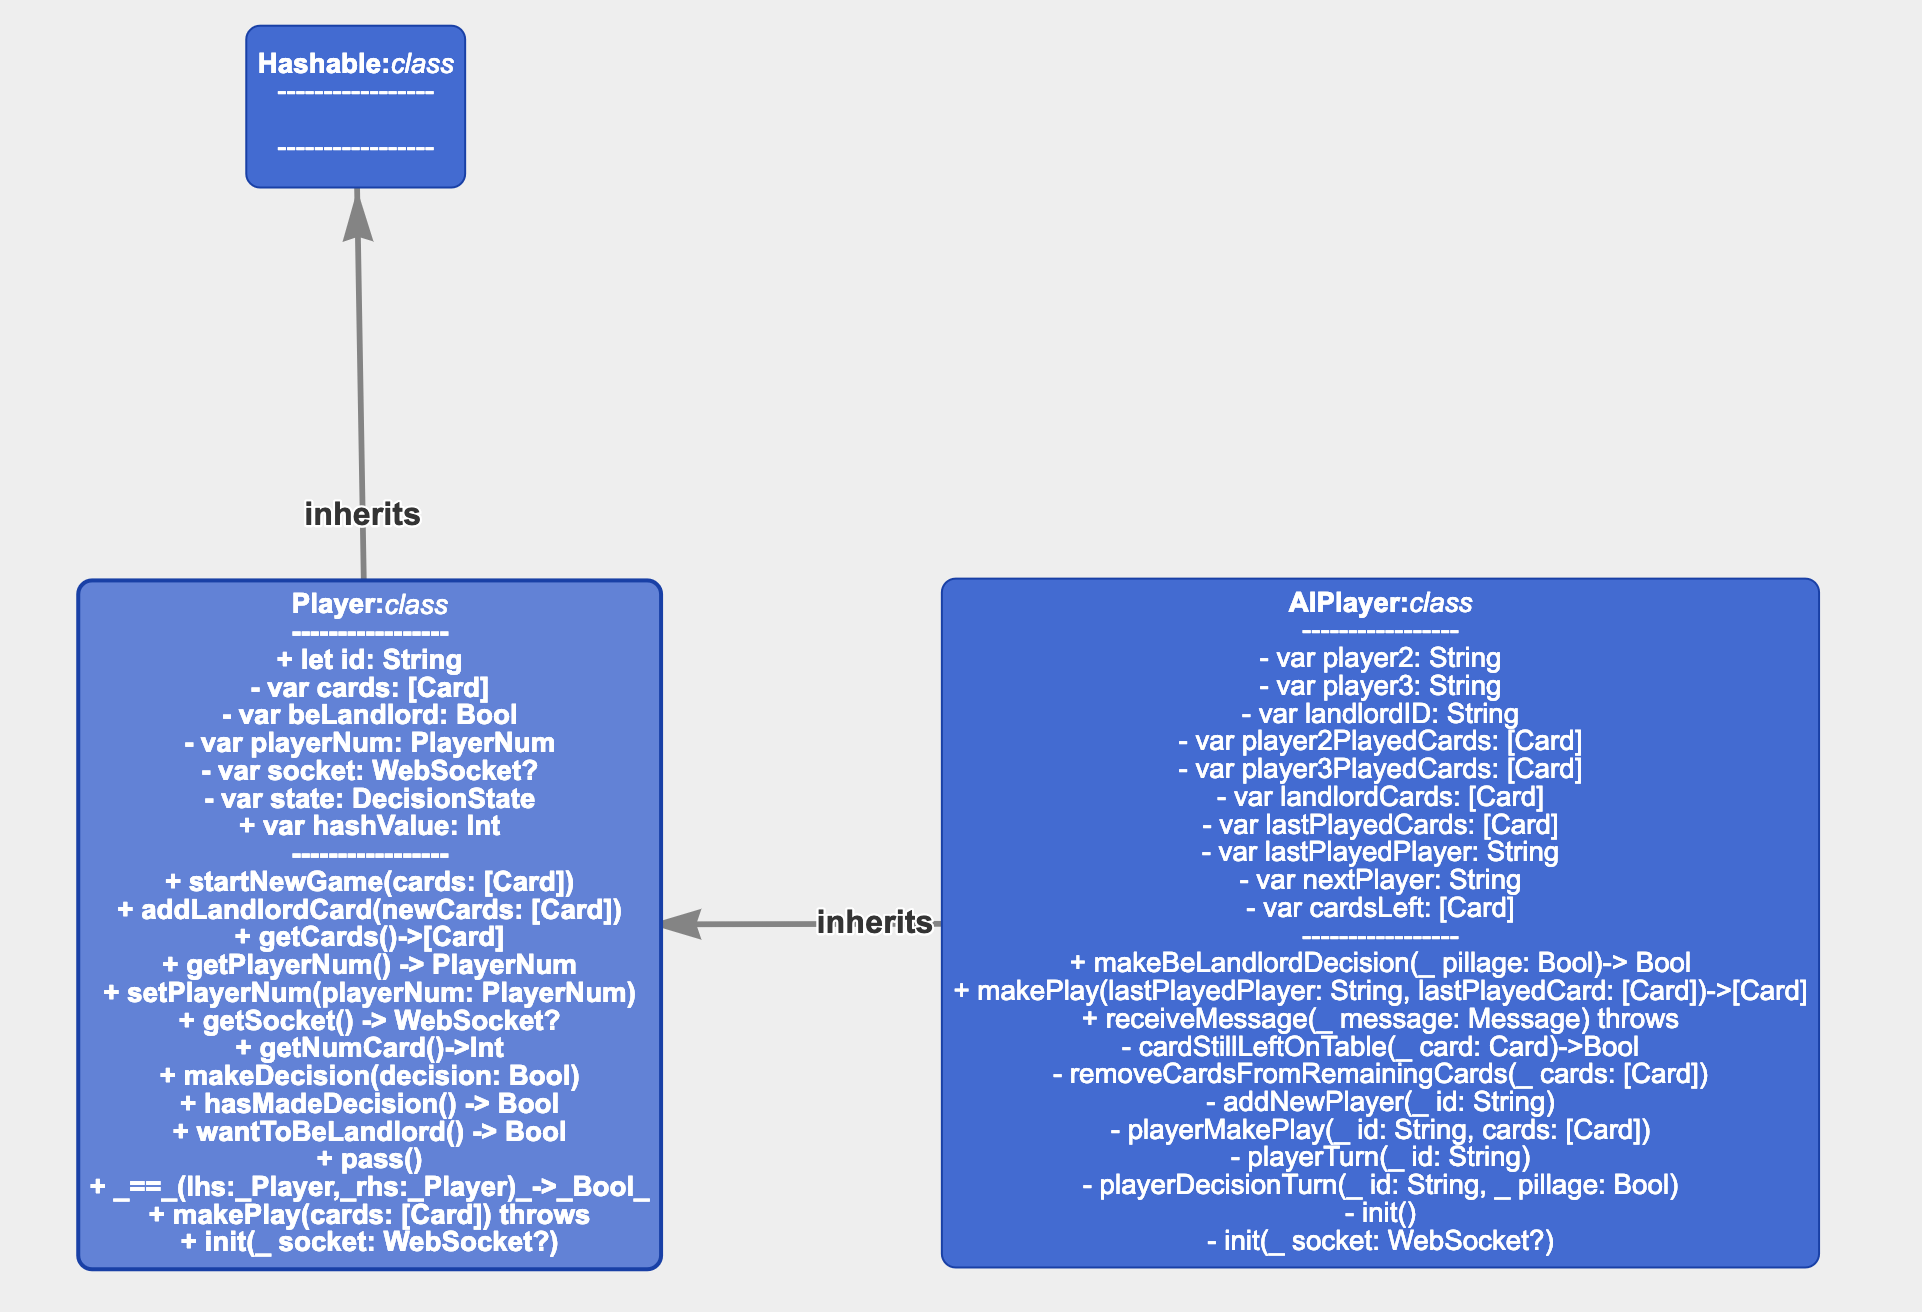 Hashable:class
-----------------
-----------------
inherits
Player:class
-----------------
+ let id: String
- var cards: [Card]
- var beLandlord: Bool
- var playerNum: PlayerNum
- var socket: WebSocket?
- var state: DecisionState
+ var hashValue: Int
-----------------
+ startNewGame(cards: [Card])
+ addLandlordCard(newCards: [Card])
+ getCards()->[Card]
+ getPlayerNum() -> PlayerNum
+ setPlayerNum(playerNum: PlayerNum)
+ getSocket() -> WebSocket?
+ getNumCard()->Int
+ makeDecision(decision: Bool)
+ hasMadeDecision() -> Bool
+ wantToBeLandlord() -> Bool
+ pass()
+ _==_(lhs:_Player,_rhs:_Player)_->_Bool_
+ makePlay(cards: [Card]) throws
+ init(_ socket: WebSocket?)
inherits
AIPlayer:class
-----------------
- var player2: String
- var player3: String
- var landlordID: String
- var player2PlayedCards: [Card]
- var player3PlayedCards: [Card]
- var landlordCards: [Card]
- var lastPlayedCards: [Card]
- var lastPlayedPlayer: String
- var nextPlayer: String
- var cardsLeft: [Card]
-----------------
+ makeBeLandlordDecision(_ pillage: Bool)-> Bool
+ makePlay(lastPlayedPlayer: String, lastPlayedCard: [Card])->[Card]
+ receiveMessage(_ message: Message) throws
- cardStillLeftOnTable(_ card: Card)->Bool
- removeCardsFromRemainingCards(_ cards: [Card])
- addNewPlayer(_ id: String)
- playerMakePlay(_ id: String, cards: [Card])
- playerTurn(_ id: String)
- playerDecisionTurn(_ id: String, _ pillage: Bool)
- init()
- init(_ socket: WebSocket?)